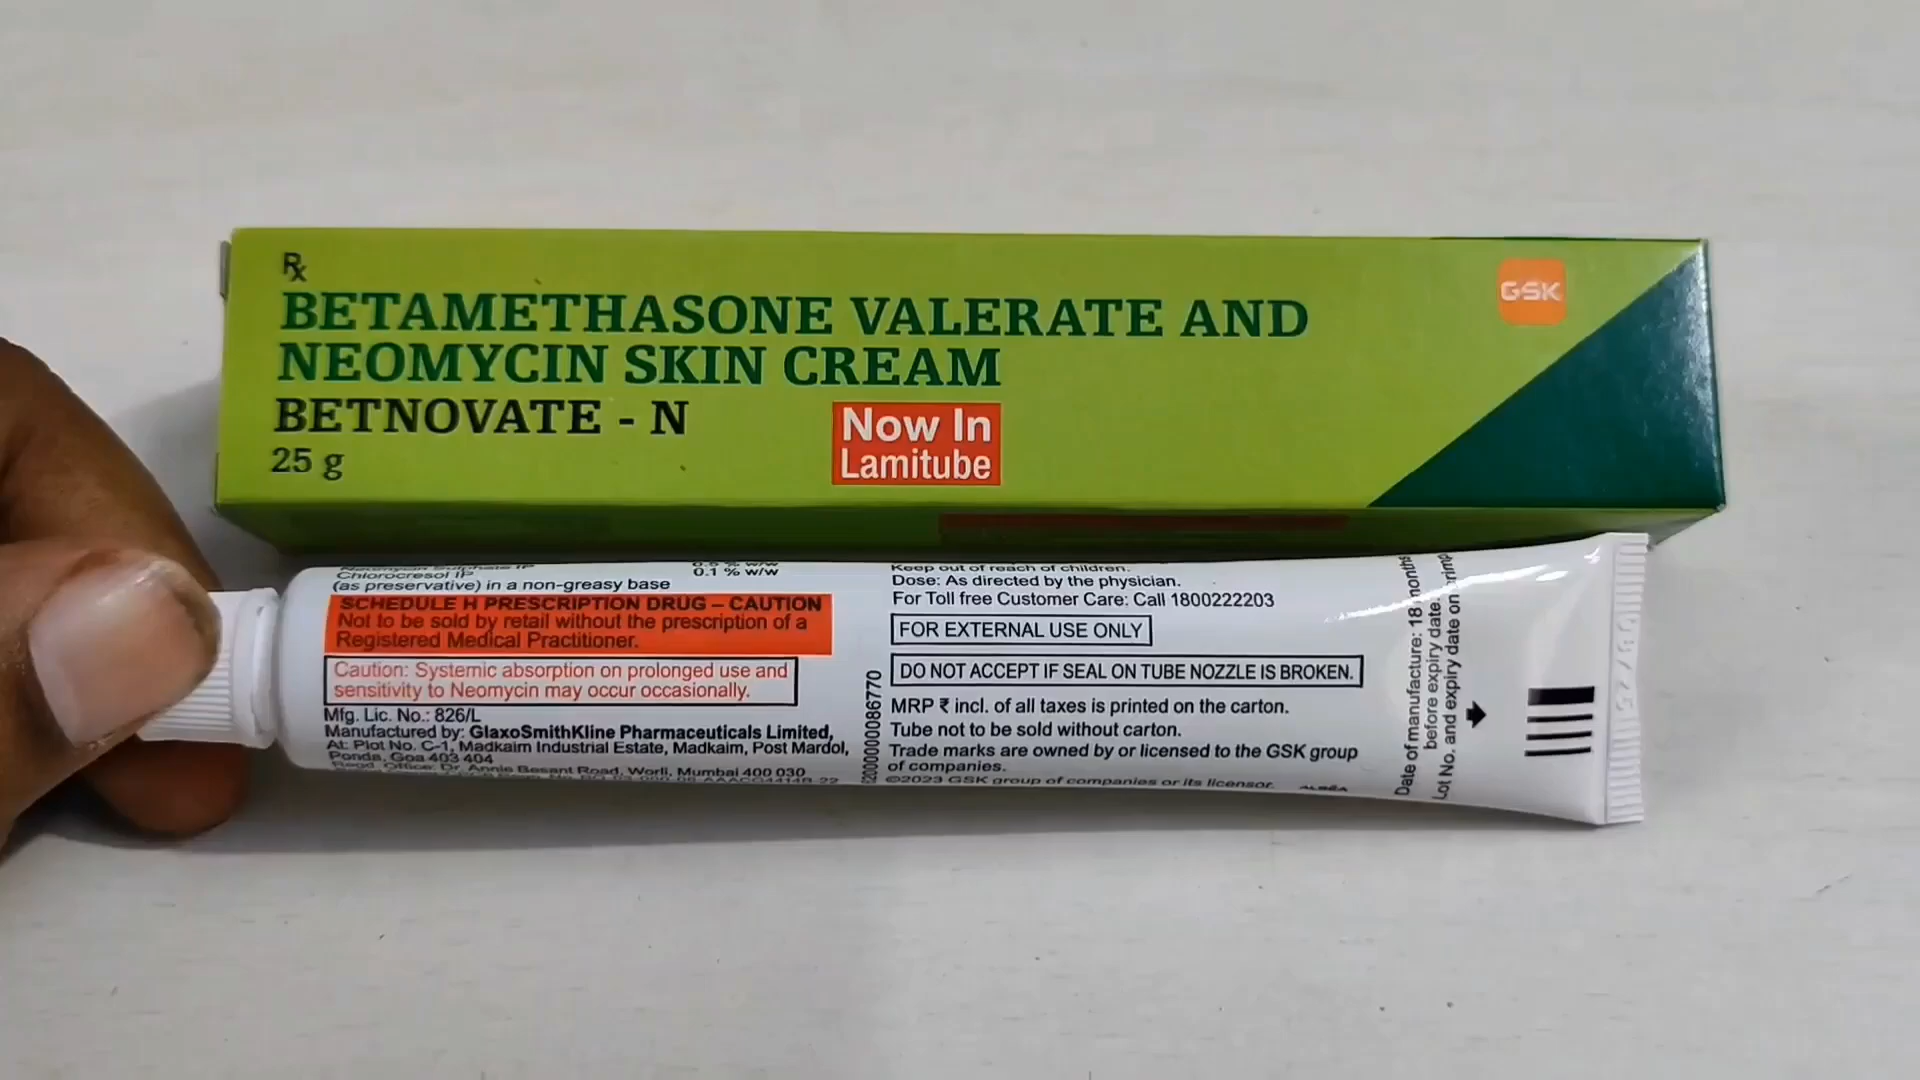 Rx
BETAMETHASONE VALERATE AND
NEOMYCIN SKIN CREAM
BETNOVATE - N
25 g
Now In
Lamitube
GSK
0.5 % w/w
Chlorocresol IP
0.1 % w/w
(as preservative) in a non-greasy base
SCHEDULE H PRESCRIPTION DRUG – CAUTION
Not to be sold by retail without the prescription of a
Registered Medical Practitioner.
Caution: Systemic absorption on prolonged use and
sensitivity to Neomycin may occur occasionally.
Mfg. Lic. No.: 826/L
Manufactured by: GlaxoSmithKline Pharmaceuticals Limited,
At: Plot No. C-1, Madkaim Industrial Estate, Madkaim, Post Mardol,
Ponda, Goa 403 404
Regd. Office: Dr. Annie Besant Road, Worli, Mumbai 400 030
Keep out of reach of children.
Dose: As directed by the physician.
For Toll free Customer Care: Call 1800222203
FOR EXTERNAL USE ONLY
DO NOT ACCEPT IF SEAL ON TUBE NOZZLE IS BROKEN.
MRP ₹ incl. of all taxes is printed on the carton.
Tube not to be sold without carton.
Trade marks are owned by or licensed to the GSK group
of companies.
©2023 GSK group of companies or its licensor.
ALBÉA
Date of manufacture: 18 months
before expiry date.
Lot No. and expiry date on